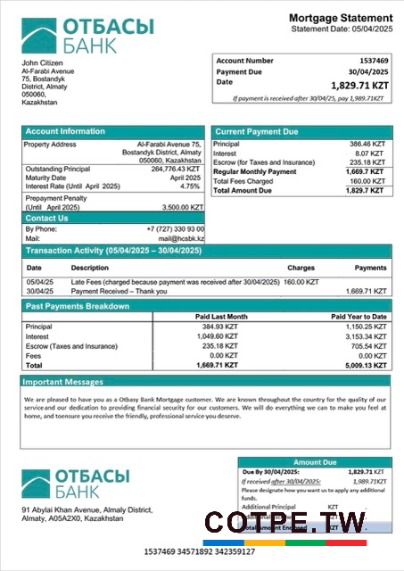 ОТБАСЫ
БАНК
Mortgage Statement
Statement Date: 05/04/2025
John Citizen
Al-Farabi Avenue
75, Bostandyk
District, Almaty
050060,
Kazakhstan
Account Number 1537469
Payment Due 30/04/2025
Date
1,829.71 KZT
If payment is received after 30/04/25, pay 1,989.71KZT
Account Information
Property Address Al-Farabi Avenue 75,
Bostandyk District, Almaty
050060, Kazakhstan
Outstanding Principal 264,776.43 KZT
Maturity Date April 2025
Interest Rate (Until April 2025) 4.75%
Prepayment Penalty
(Until April 2025) 3,500.00 KZT
Contact Us
By Phone: +7 (727) 330 93 00
Mail: mail@hcsbk.kz
Current Payment Due
Principal 386.46 KZT
Interest 8.07 KZT
Escrow (for Taxes and Insurance) 235.18 KZT
Regular Monthly Payment 1,669.7 KZT
Total Fees Charged 160.00 KZT
Total Amount Due 1,829.7 KZT
Transaction Activity (05/04/2025 – 30/04/2025)
Date Description Charges Payments
05/04/25 Late Fees (charged because payment was received after 30/04/2025) 160.00 KZT
30/04/25 Payment Received – Thank you 1,669.71 KZT
Past Payments Breakdown
Paid Last Month Paid Year to Date
Principal 384.93 KZT 1,150.25 KZT
Interest 1,049.60 KZT 3,153.34 KZT
Escrow (Taxes and Insurance) 235.18 KZT 705.54 KZT
Fees 0.00 KZT 0.00 KZT
Total 1,669.71 KZT 5,009.13 KZT
Important Messages
We are pleased to have you as a Otbasy Bank Mortgage customer. We are known throughout the country for the quality of our
service and our dedication to providing financial security for our customers. We will do everything we can to make you feel at
home, and to ensure you receive the friendly, professional service you deserve.
ОТБАСЫ
БАНК
91 Abylai Khan Avenue, Almaly District,
Almaty, A05A2X0, Kazakhstan
Amount Due
Due By 30/04/2025: 1,829.71 KZT
If received after 30/04/2025: 1,989.71KZT
Please designate how you want us to apply any additional
funds.
Additional Principal KZT
KZT
.TW
1537469 34571892 342359127